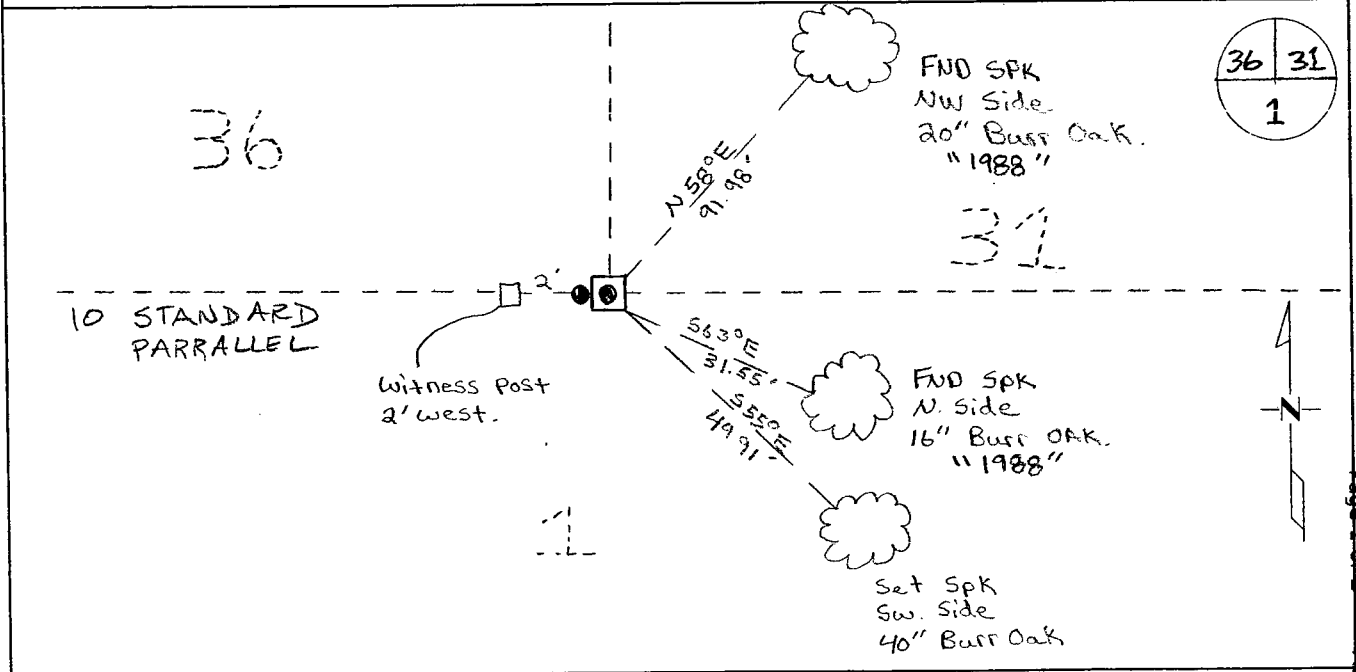 36
FND SPK
NW Side
20" Burr Oak.
"1988"
36 31
1
N 58° E
91.98'
31
2'
10 STANDARD
PARRALLEL
witness Post
2' west.
S63°E
31.55'
S55°E
49.91'
FND SPK
N. Side
16" Burr OAK.
"1988"
N
1
Set Spk
Sw. Side
40" Burr Oak